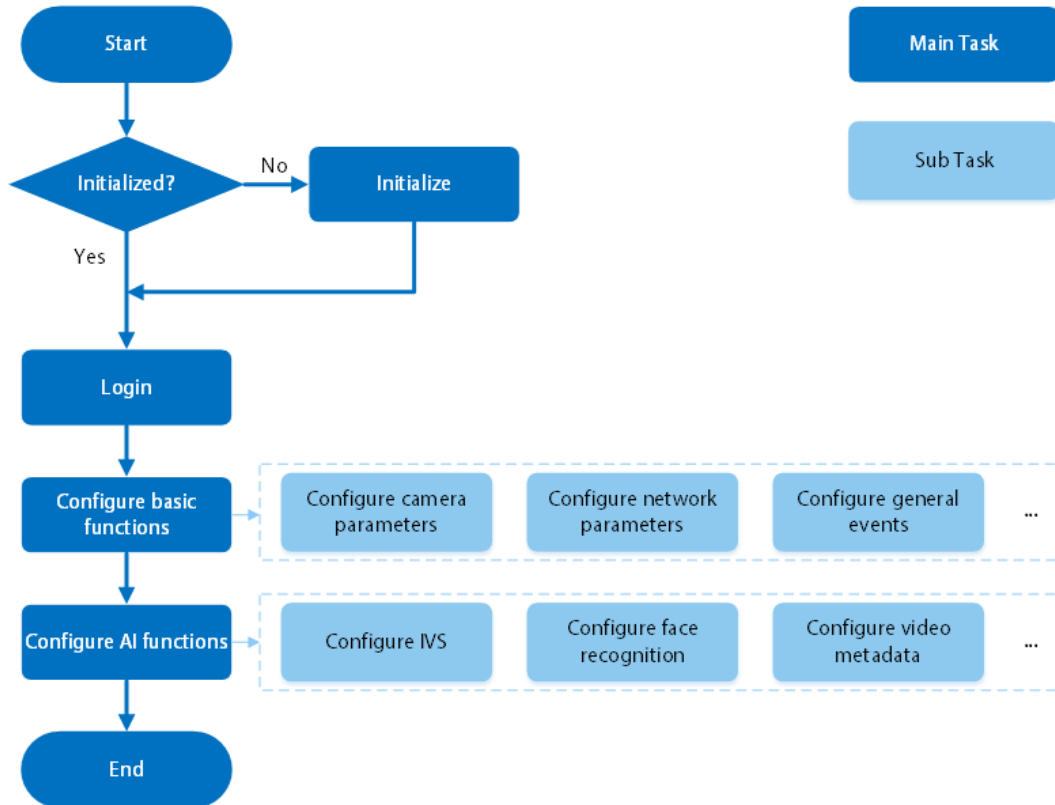 Start
Main Task
Initialized?
No
Initialize
Sub Task
Yes
Login
Configure basic
functions
Configure camera
parameters
Configure network
parameters
Configure general
events
...
Configure AI functions
Configure IVS
Configure face
recognition
Configure video
metadata
...
End